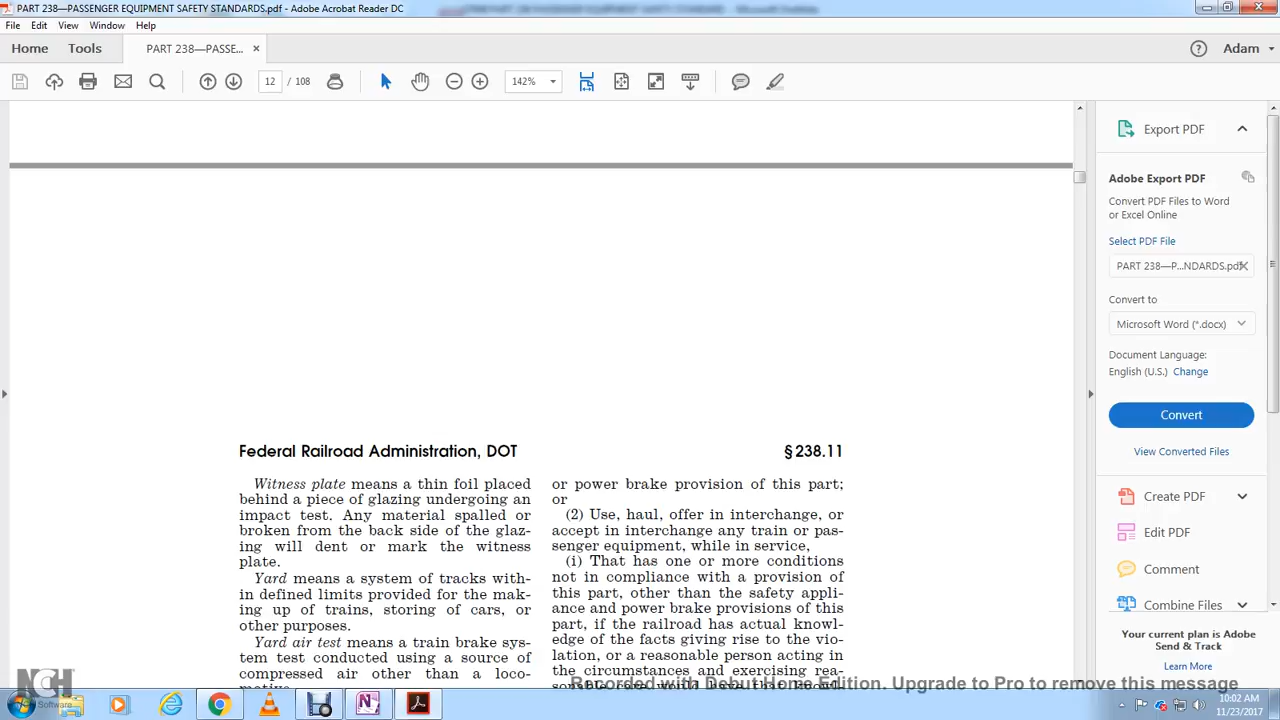 PART 238—PASSENGER EQUIPMENT SAFETY STANDARDS.pdf - Adobe Acrobat Reader DC
File Edit View Window Help
Home Tools PART 238—PASSE... × Adam
12 / 108 142%
Export PDF
Adobe Export PDF
Convert PDF Files to Word
or Excel Online
Select PDF File
PART 238—P...NDARDS.pdf
Convert to
Microsoft Word (*.docx)
Document Language:
English (U.S.) Change
Convert
View Converted Files
Create PDF
Edit PDF
Comment
Combine Files
Your current plan is Adobe
Send & Track
Learn More
Federal Railroad Administration, DOT § 238.11
Witness plate means a thin foil placed
behind a piece of glazing undergoing an
impact test. Any material spalled or
broken from the back side of the glaz-
ing will dent or mark the witness
plate.
Yard means a system of tracks with-
in defined limits provided for the mak-
ing up of trains, storing of cars, or
other purposes.
Yard air test means a train brake sys-
tem test conducted using a source of
compressed air other than a loco-
or power brake provision of this part;
or
(2) Use, haul, offer in interchange, or
accept in interchange any train or pas-
senger equipment, while in service,
(i) That has one or more conditions
not in compliance with a provision of
this part, other than the safety appli-
ance and power brake provisions of this
part, if the railroad has actual knowl-
edge of the facts giving rise to the vio-
lation, or a reasonable person acting in
the circumstances and exercising rea-
Recorded with Debut Home Edition. Upgrade to Pro to remove this message
NCH Software
10:02 AM
11/23/2017